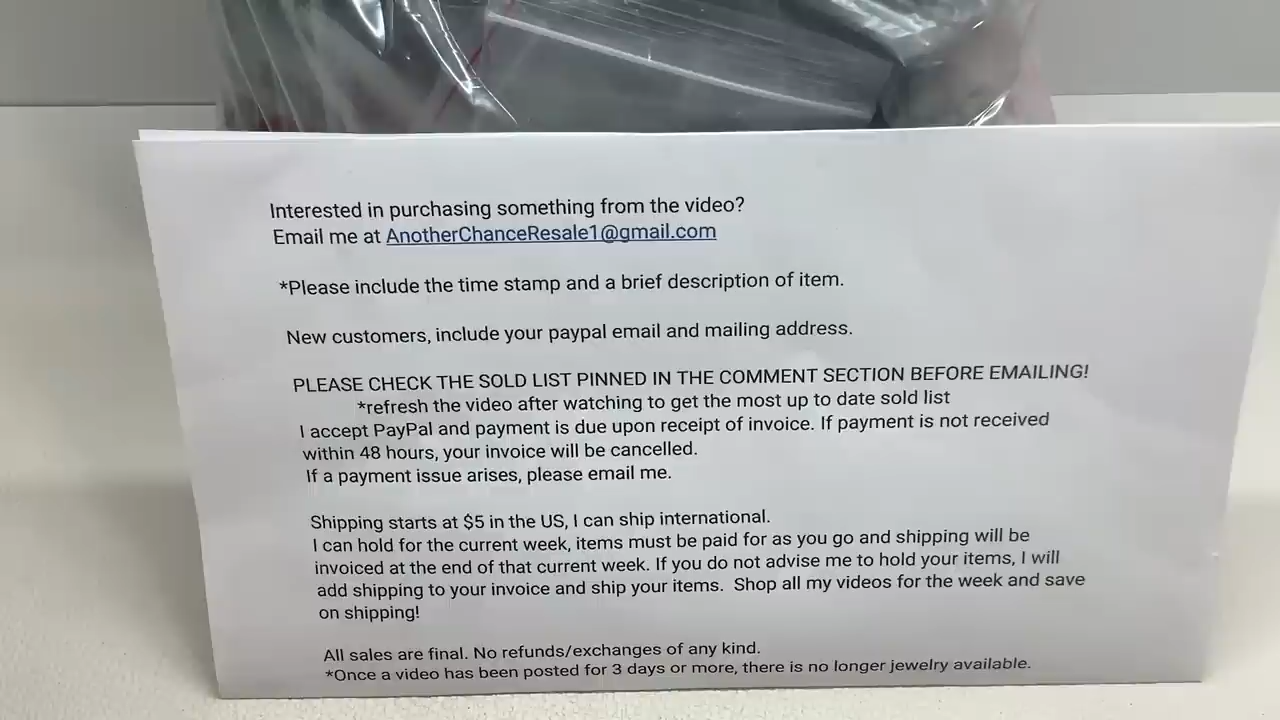 Interested in purchasing something from the video?
Email me at AnotherChanceResale1@gmail.com
*Please include the time stamp and a brief description of item.
New customers, include your paypal email and mailing address.
PLEASE CHECK THE SOLD LIST PINNED IN THE COMMENT SECTION BEFORE EMAILING!
*refresh the video after watching to get the most up to date sold list
I accept PayPal and payment is due upon receipt of invoice. If payment is not received
within 48 hours, your invoice will be cancelled.
If a payment issue arises, please email me.
Shipping starts at $5 in the US, I can ship international.
I can hold for the current week, items must be paid for as you go and shipping will be
invoiced at the end of that current week. If you do not advise me to hold your items, I will
add shipping to your invoice and ship your items. Shop all my videos for the week and save
on shipping!
All sales are final. No refunds/exchanges of any kind.
*Once a video has been posted for 3 days or more, there is no longer jewelry available.